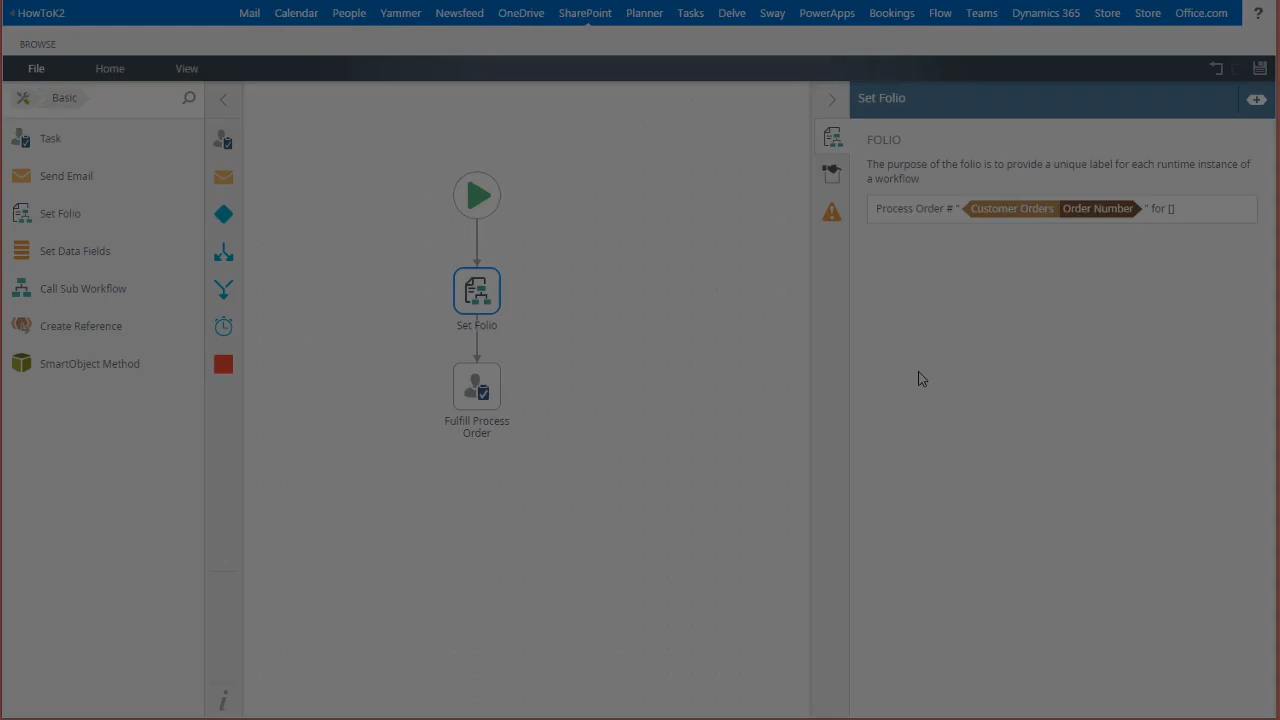 HowToK2 Mail Calendar People Yammer Newsfeed OneDrive SharePoint Planner Tasks Delve Sway PowerApps Bookings Flow Teams Dynamics 365 Store Store Office.com ?
BROWSE
File Home View
Basic
Set Folio
Task
Send Email
Set Folio
Set Data Fields
Call Sub Workflow
Create Reference
SmartObject Method
i
Set Folio
Fulfill Process
Order
FOLIO
The purpose of the folio is to provide a unique label for each runtime instance of
a workflow
Process Order # " Customer Orders Order Number " for []